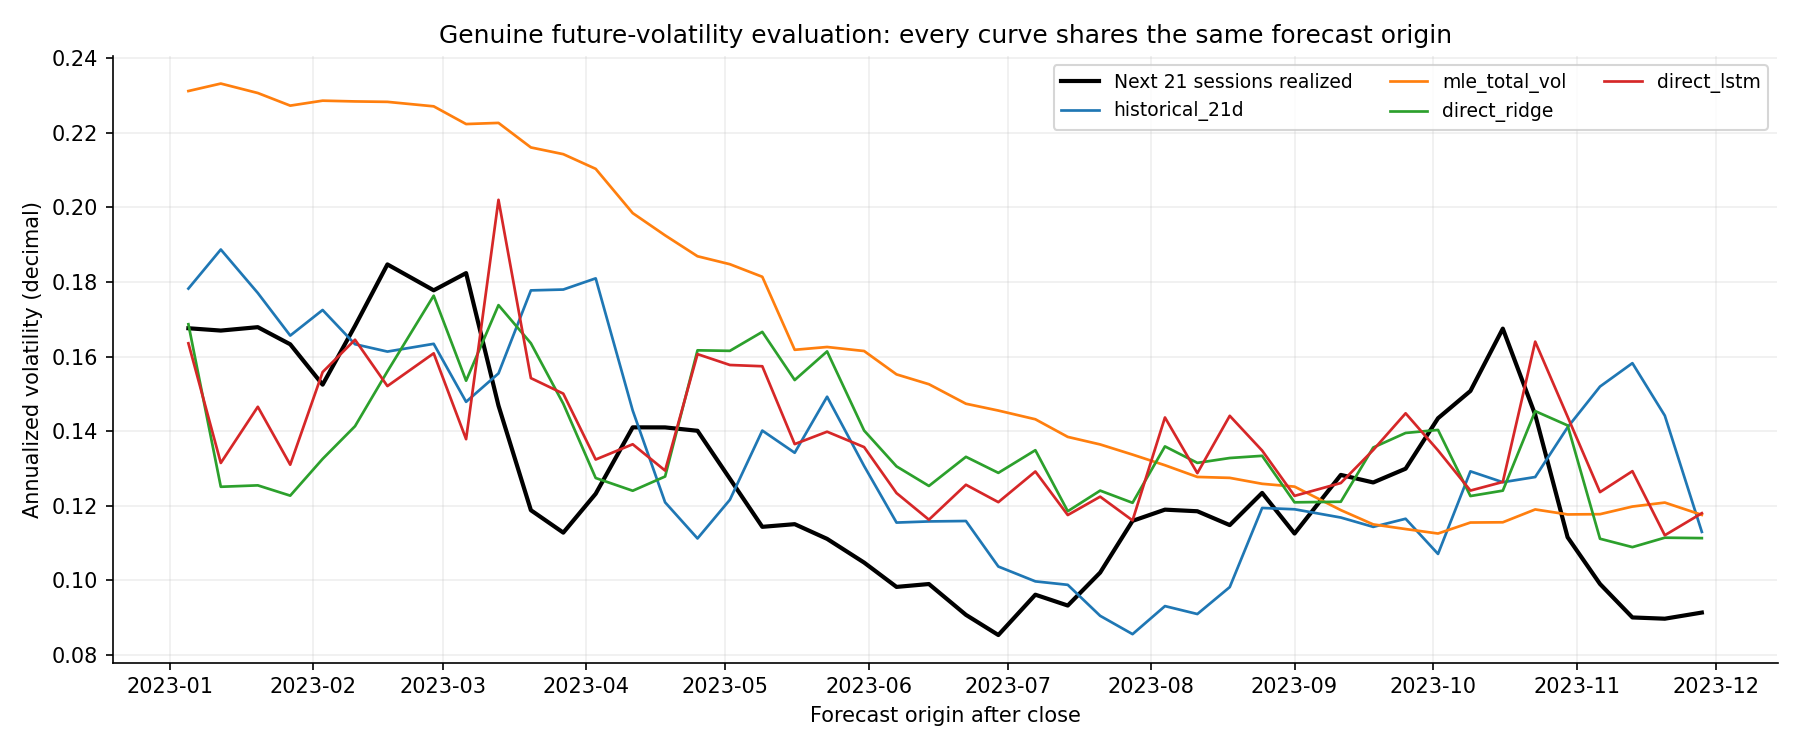 Genuine future-volatility evaluation: every curve shares the same forecast origin
Next 21 sessions realized
historical_21d
mle_total_vol
direct_ridge
direct_lstm
Annualized volatility (decimal)
0.24
0.22
0.20
0.18
0.16
0.14
0.12
0.10
0.08
2023-01 2023-02 2023-03 2023-04 2023-05 2023-06 2023-07 2023-08 2023-09 2023-10 2023-11 2023-12
Forecast origin after close